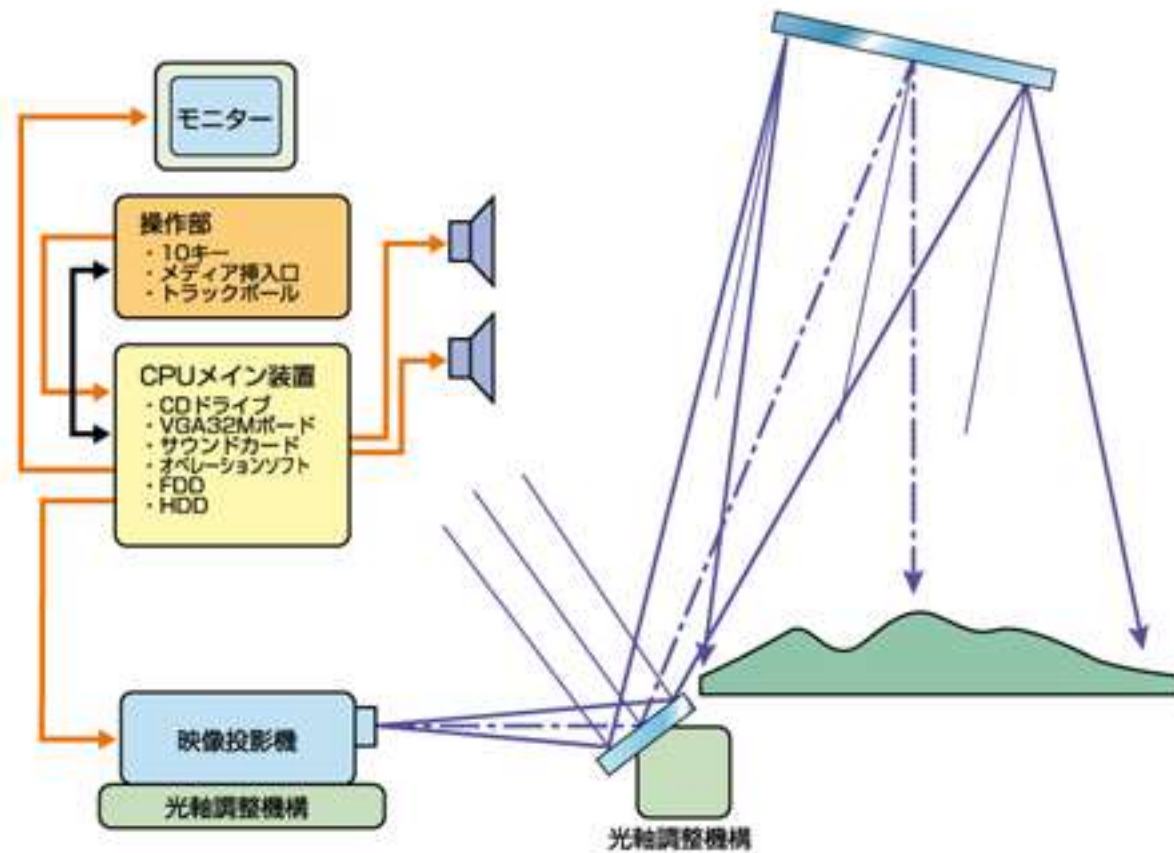 モニター
操作部
・10キー
・メディア挿入口
・トラックボール
CPUメイン装置
・CDドライブ
・VGA32Mボード
・サウンドカード
・オペレーションソフト
・FDD
・HDD
映像投影機
光軸調整機構
光軸調整機構